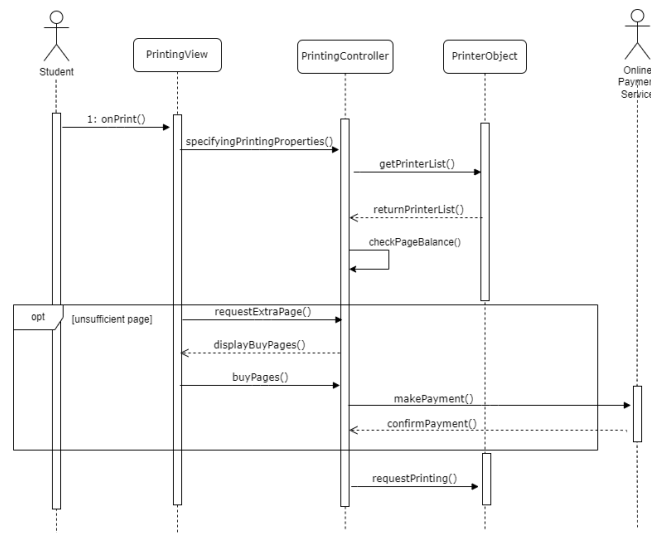 PrintingView
PrintingController
PrinterObject
Student
Online
Payment
Service
1: onPrint()
specifyingPrintingProperties()
getPrinterList()
returnPrinterList()
checkPageBalance()
opt
[unsufficient page]
requestExtraPage()
displayBuyPages()
buyPages()
makePayment()
confirmPayment()
requestPrinting()